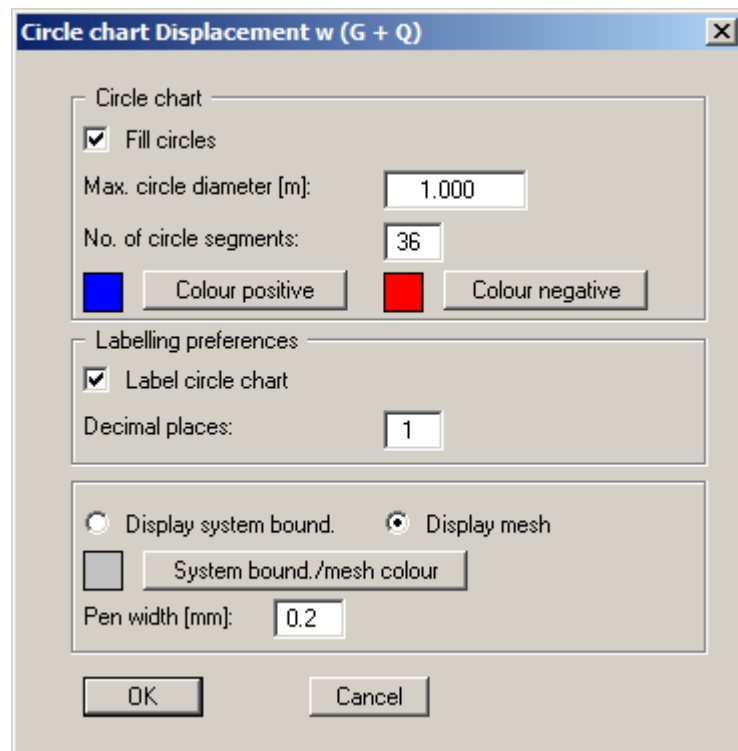 Circle chart Displacement w (G + Q)
Circle chart
Fill circles
Max. circle diameter [m]: 1.000
No. of circle segments: 36
Colour positive Colour negative
Labelling preferences
Label circle chart
Decimal places: 1
Display system bound. Display mesh
System bound./mesh colour
Pen width [mm]: 0.2
OK Cancel